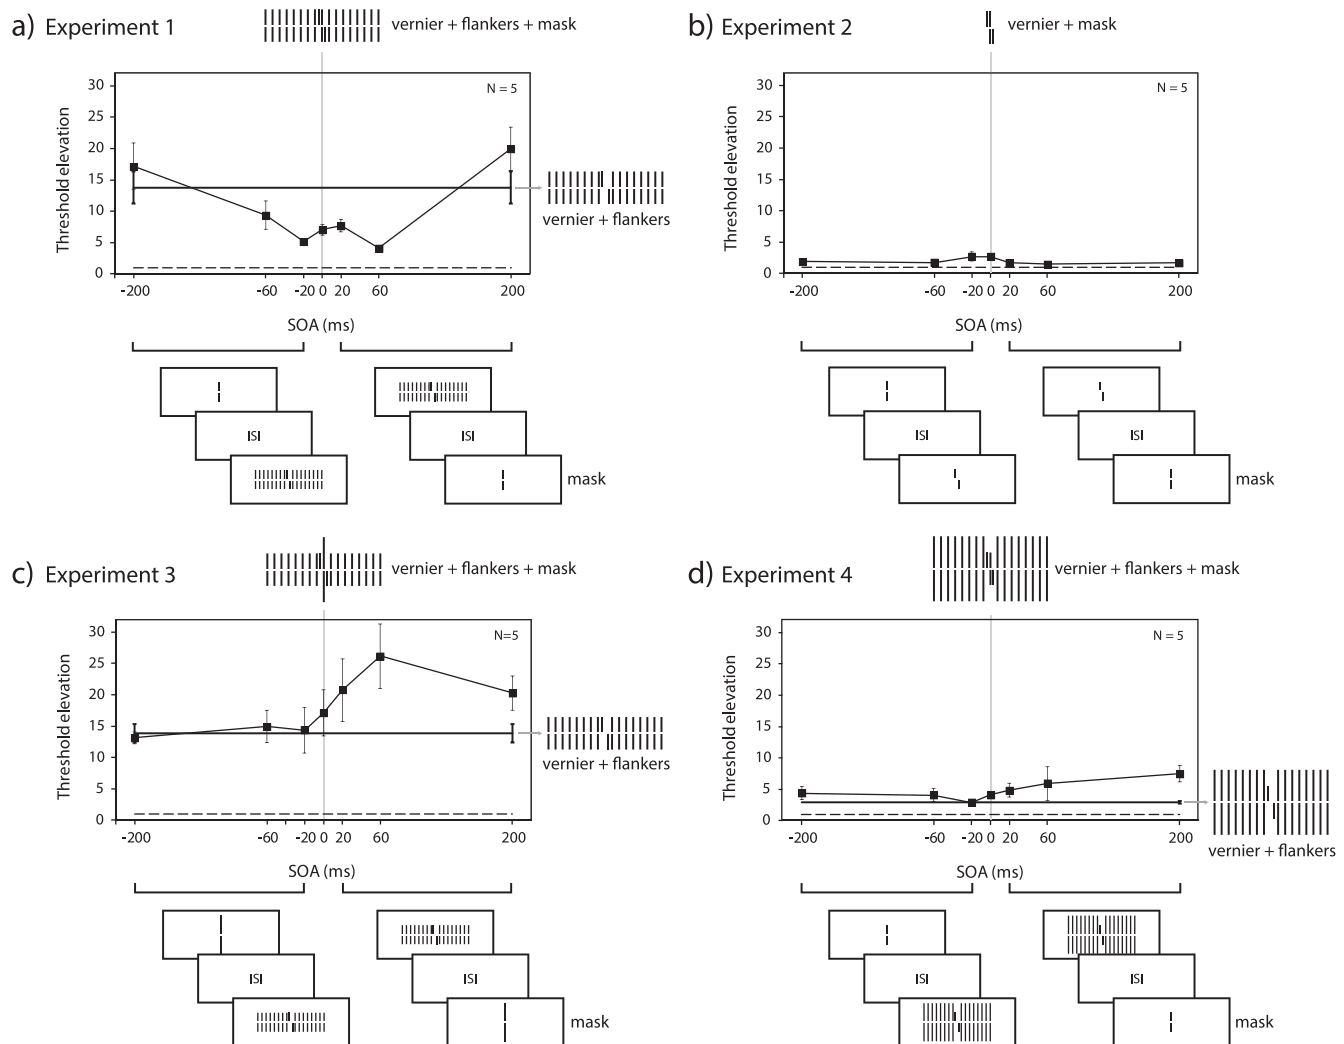 a) Experiment 1
vernier + flankers + mask
N = 5
30
25
20
15
10
5
0
Threshold elevation
-200
-60
-20
0
20
60
200
SOA (ms)
vernier + flankers
ISI
ISI
mask
b) Experiment 2
vernier + mask
N = 5
30
25
20
15
10
5
0
Threshold elevation
-200
-60
-20
0
20
60
200
SOA (ms)
ISI
ISI
mask
c) Experiment 3
vernier + flankers + mask
N=5
30
25
20
15
10
5
0
Threshold elevation
-200
-60
-20
0
20
60
200
SOA (ms)
vernier + flankers
ISI
ISI
mask
d) Experiment 4
vernier + flankers + mask
N = 5
30
25
20
15
10
5
0
Threshold elevation
-200
-60
-20
0
20
60
200
SOA (ms)
vernier + flankers
ISI
ISI
mask